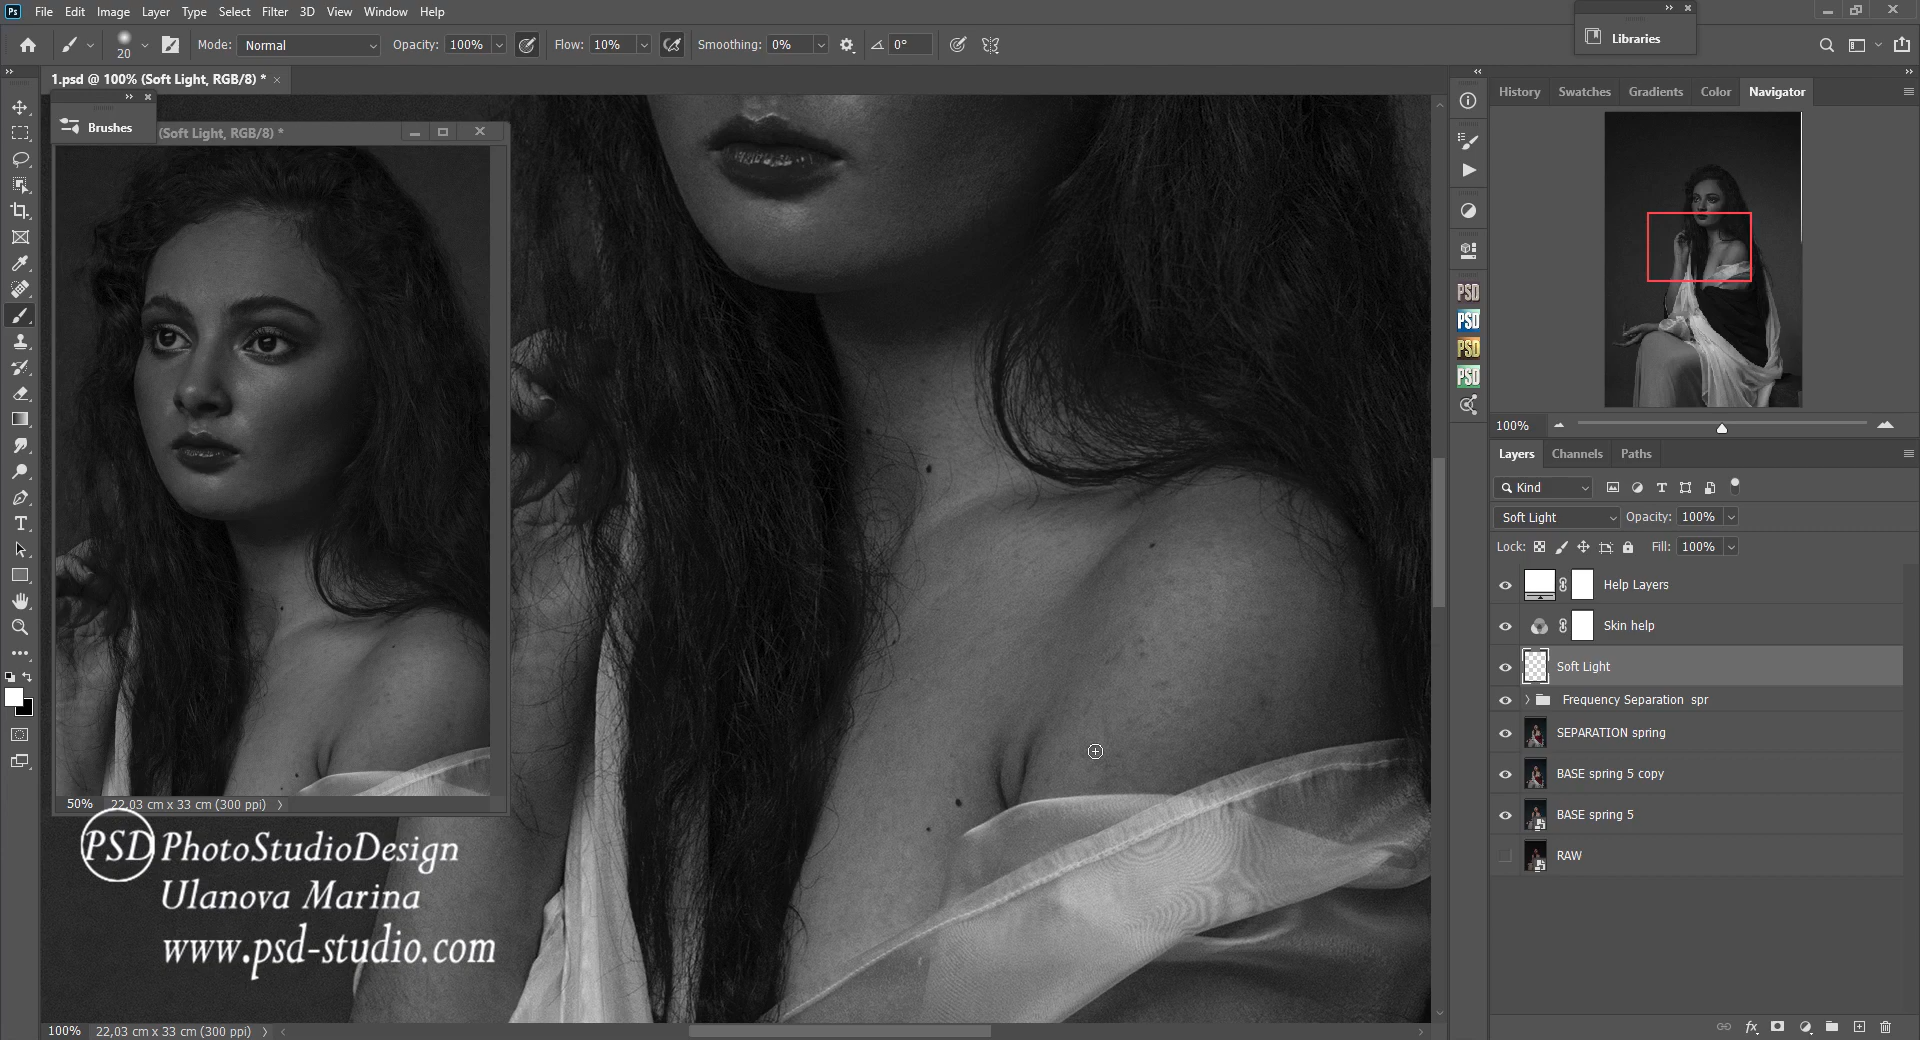 Ps File Edit Image Layer Type Select Filter 3D View Window Help
20 Mode: Normal Opacity: 100% Flow: 10% Smoothing: 0% 0°
Libraries
1.psd @ 100% (Soft Light, RGB/8) *
Brushes
(Soft Light, RGB/8) *
50% 22,03 cm x 33 cm (300 ppi)
PSD PhotoStudioDesign
Ulanova Marina
www.psd-studio.com
100% 22,03 cm x 33 cm (300 ppi)
PSD
PSD
PSD
PSD
History Swatches Gradients Color Navigator
100%
Layers Channels Paths
Kind
Soft Light Opacity: 100%
Lock: Fill: 100%
Help Layers
Skin help
Soft Light
Frequency Separation spr
SEPARATION spring
BASE spring 5 copy
BASE spring 5
RAW
fx